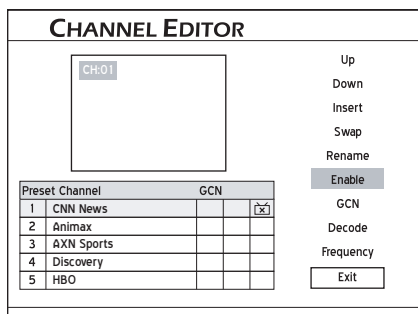 CHANNEL EDITOR
CH:01
Preset Channel GCN
1 CNN News
2 Animax
3 AXN Sports
4 Discovery
5 HBO
Up
Down
Insert
Swap
Rename
Enable
GCN
Decode
Frequency
Exit